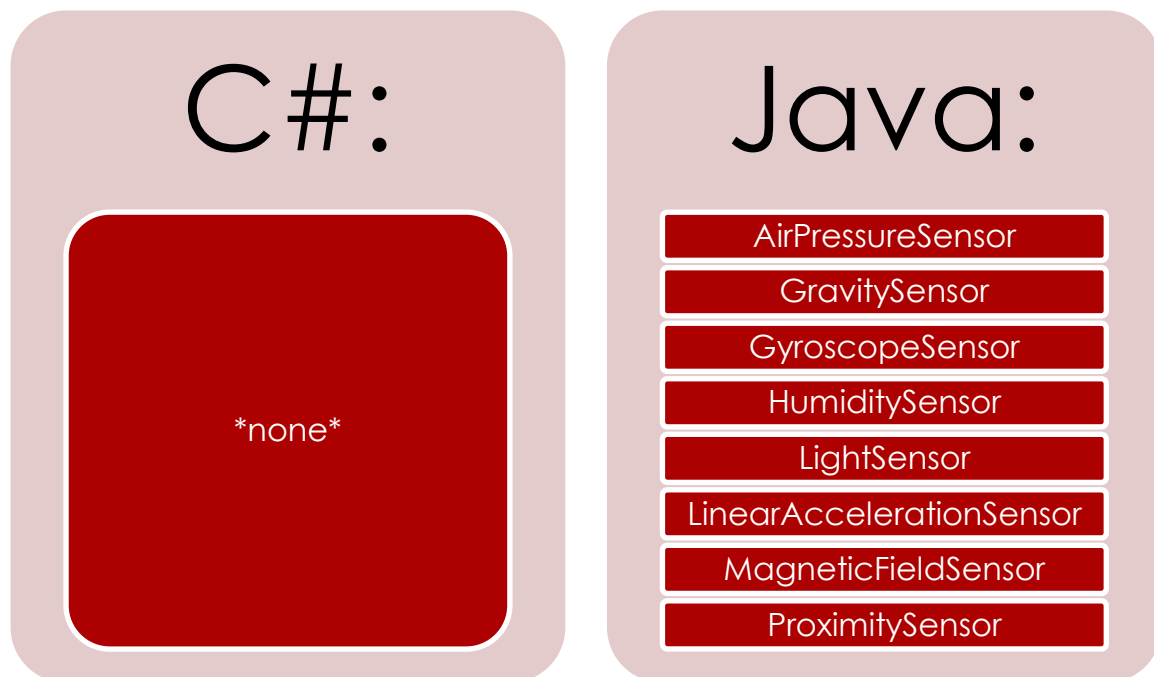 C#:
*none*
Java:
AirPressureSensor
GravitySensor
GyroscopeSensor
HumiditySensor
LightSensor
LinearAccelerationSensor
MagneticFieldSensor
ProximitySensor